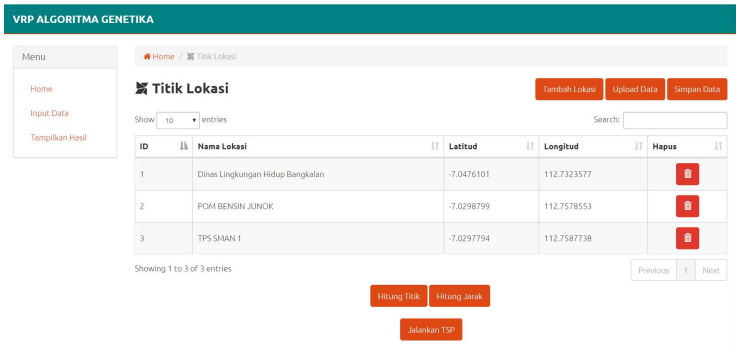 VRP ALGORITMA GENETIKA
Menu
Home
Input Data
Tampilkan Hasil
Home / Titik Lokasi
Titik Lokasi
Tambah Lokasi Upload Data Simpan Data
Show 10 entries Search:
ID Nama Lokasi Latitud Longitud Hapus
1 Dinas Lingkungan Hidup Bangkalan -7.0476101 112.7323577
2 POM BENSIN JUNOK -7.0298799 112.7578553
3 TPS SMAN 1 -7.0297794 112.7587738
Showing 1 to 3 of 3 entries Previous 1 Next
Hitung Titik Hitung Jarak
Jalankan TSP